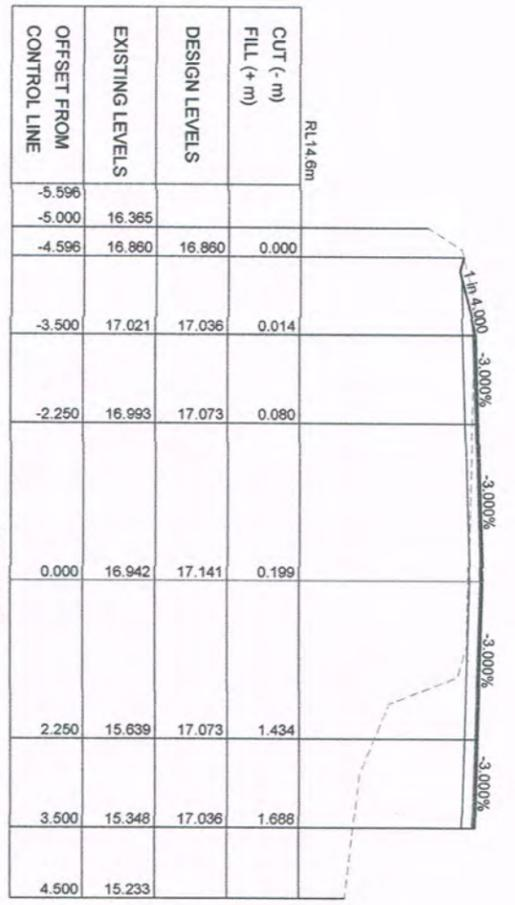 RL14.6m
CUT (- m)
FILL (+ m)
DESIGN LEVELS
EXISTING LEVELS
OFFSET FROM
CONTROL LINE
-5.596
-5.000 16.365
-4.596 16.860 16.860 0.000
-3.500 17.021 17.036 0.014
-2.250 16.993 17.073 0.080
0.000 16.942 17.141 0.199
2.250 15.639 17.073 1.434
3.500 15.348 17.036 1.688
4.500 15.233
1 in 4.000
-3.000%
-3.000%
-3.000%
-3.000%